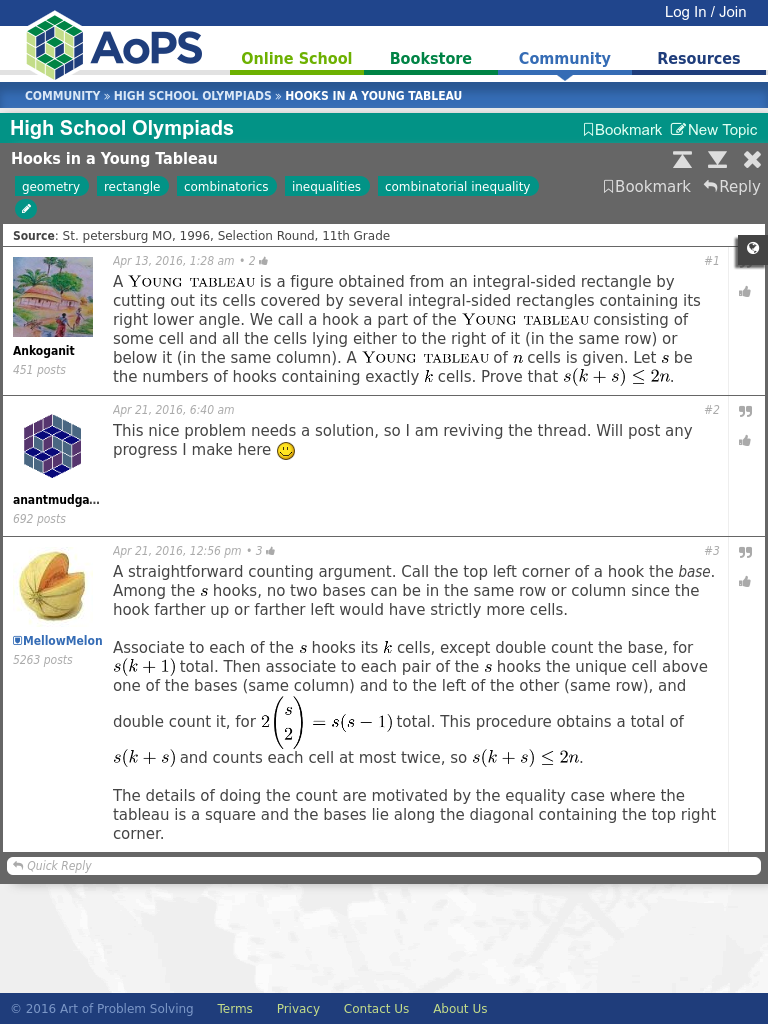 Log In / Join
AoPS
Online School Bookstore Community Resources
COMMUNITY » HIGH SCHOOL OLYMPIADS » HOOKS IN A YOUNG TABLEAU
High School Olympiads Bookmark New Topic
Hooks in a Young Tableau
geometry rectangle combinatorics inequalities combinatorial inequality Bookmark Reply
Source: St. petersburg MO, 1996, Selection Round, 11th Grade
Apr 13, 2016, 1:28 am • 2 #1
A Young tableau is a figure obtained from an integral-sided rectangle by
cutting out its cells covered by several integral-sided rectangles containing its
right lower angle. We call a hook a part of the Young tableau consisting of
some cell and all the cells lying either to the right of it (in the same row) or
below it (in the same column). A Young tableau of n cells is given. Let s be
the numbers of hooks containing exactly k cells. Prove that s(k + s) ≤ 2n.
Ankoganit
451 posts
Apr 21, 2016, 6:40 am #2
This nice problem needs a solution, so I am reviving the thread. Will post any
progress I make here
anantmudga...
692 posts
Apr 21, 2016, 12:56 pm • 3 #3
A straightforward counting argument. Call the top left corner of a hook the base.
Among the s hooks, no two bases can be in the same row or column since the
hook farther up or farther left would have strictly more cells.
MellowMelon
5263 posts
Associate to each of the s hooks its k cells, except double count the base, for
s(k + 1) total. Then associate to each pair of the s hooks the unique cell above
one of the bases (same column) and to the left of the other (same row), and
double count it, for 2(s 2) = s(s − 1) total. This procedure obtains a total of
s(k + s) and counts each cell at most twice, so s(k + s) ≤ 2n.
The details of doing the count are motivated by the equality case where the
tableau is a square and the bases lie along the diagonal containing the top right
corner.
Quick Reply
© 2016 Art of Problem Solving Terms Privacy Contact Us About Us